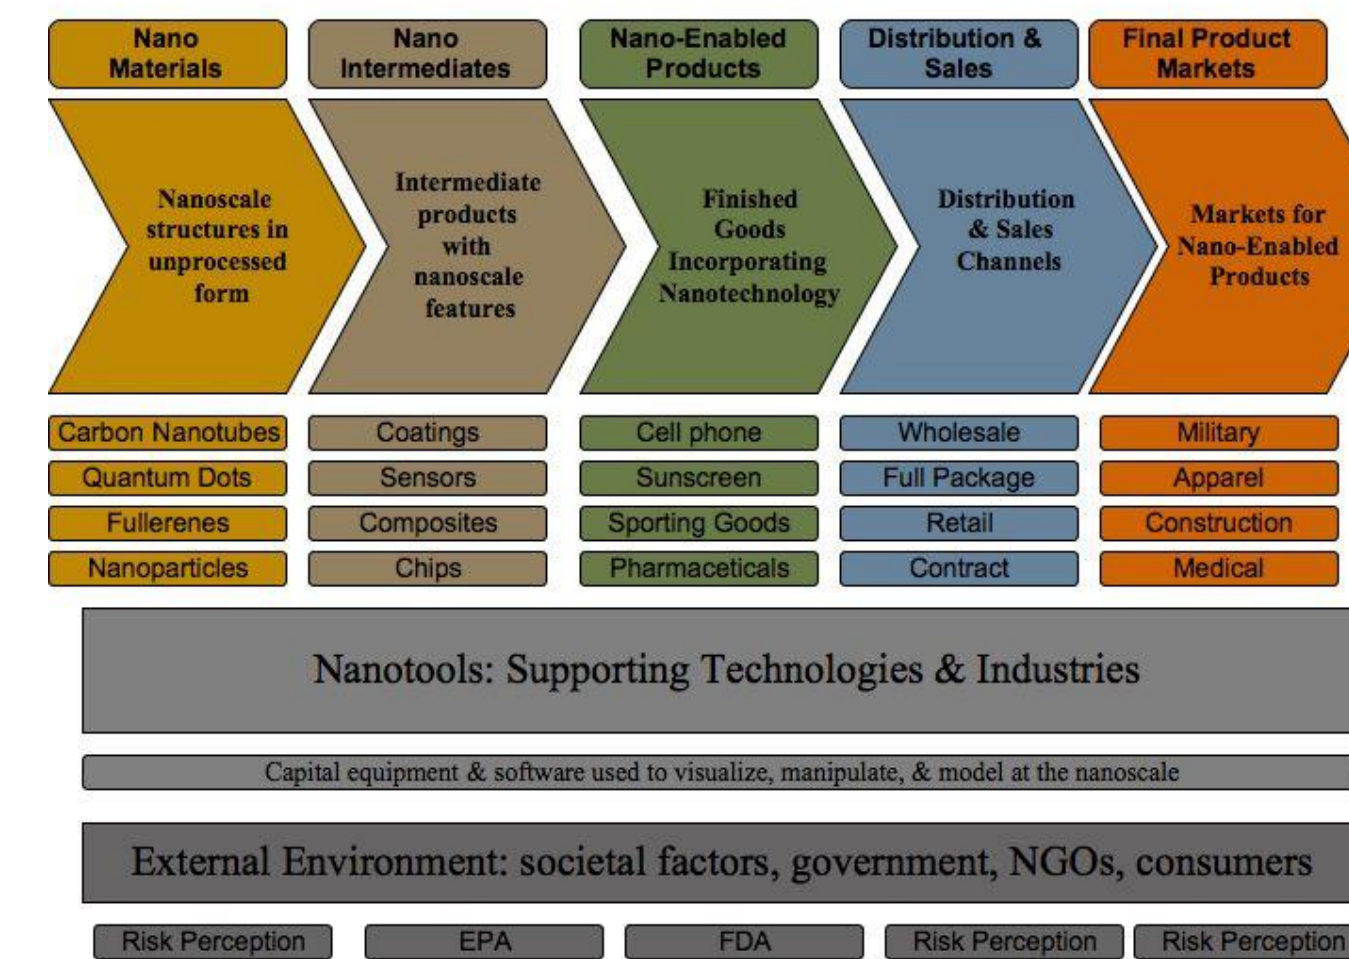 Nano
Materials
Nano
Intermediates
Nano-Enabled
Products
Distribution &
Sales
Final Product
Markets
Nanoscale
structures in
unprocessed
form
Intermediate
products
with
nanoscale
features
Finished
Goods
Incorporating
Nanotechnology
Distribution
& Sales
Channels
Markets for
Nano-Enabled
Products
Carbon Nanotubes
Quantum Dots
Fullerenes
Nanoparticles
Coatings
Sensors
Composites
Chips
Cell phone
Sunscreen
Sporting Goods
Pharmaceticals
Wholesale
Full Package
Retail
Contract
Military
Apparel
Construction
Medical
Nanotools: Supporting Technologies & Industries
Capital equipment & software used to visualize, manipulate, & model at the nanoscale
External Environment: societal factors, government, NGOs, consumers
Risk Perception
EPA
FDA
Risk Perception
Risk Perception